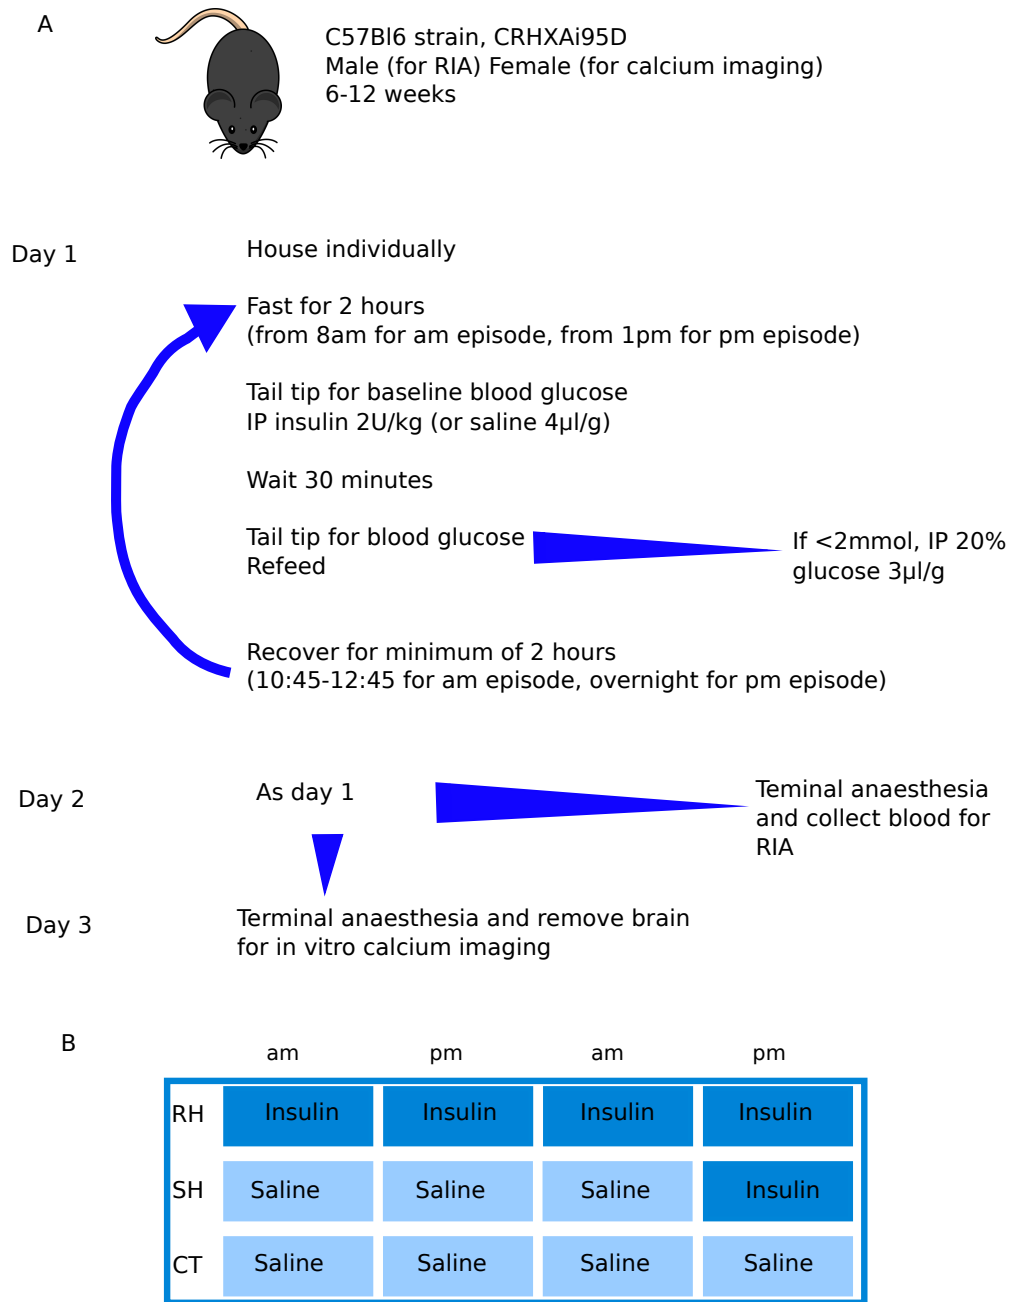 A
C57Bl6 strain, CRHXAi95D
Male (for RIA) Female (for calcium imaging)
6-12 weeks
Day 1
House individually
Fast for 2 hours
(from 8am for am episode, from 1pm for pm episode)
Tail tip for baseline blood glucose
IP insulin 2U/kg (or saline 4µl/g)
Wait 30 minutes
Tail tip for blood glucose
Refeed
If <2mmol, IP 20%
glucose 3µl/g
Recover for minimum of 2 hours
(10:45-12:45 for am episode, overnight for pm episode)
Day 2
As day 1
Teminal anaesthesia
and collect blood for
RIA
Day 3
Terminal anaesthesia and remove brain
for in vitro calcium imaging
B
am pm am pm
RH Insulin Insulin Insulin Insulin
SH Saline Saline Saline Insulin
CT Saline Saline Saline Saline